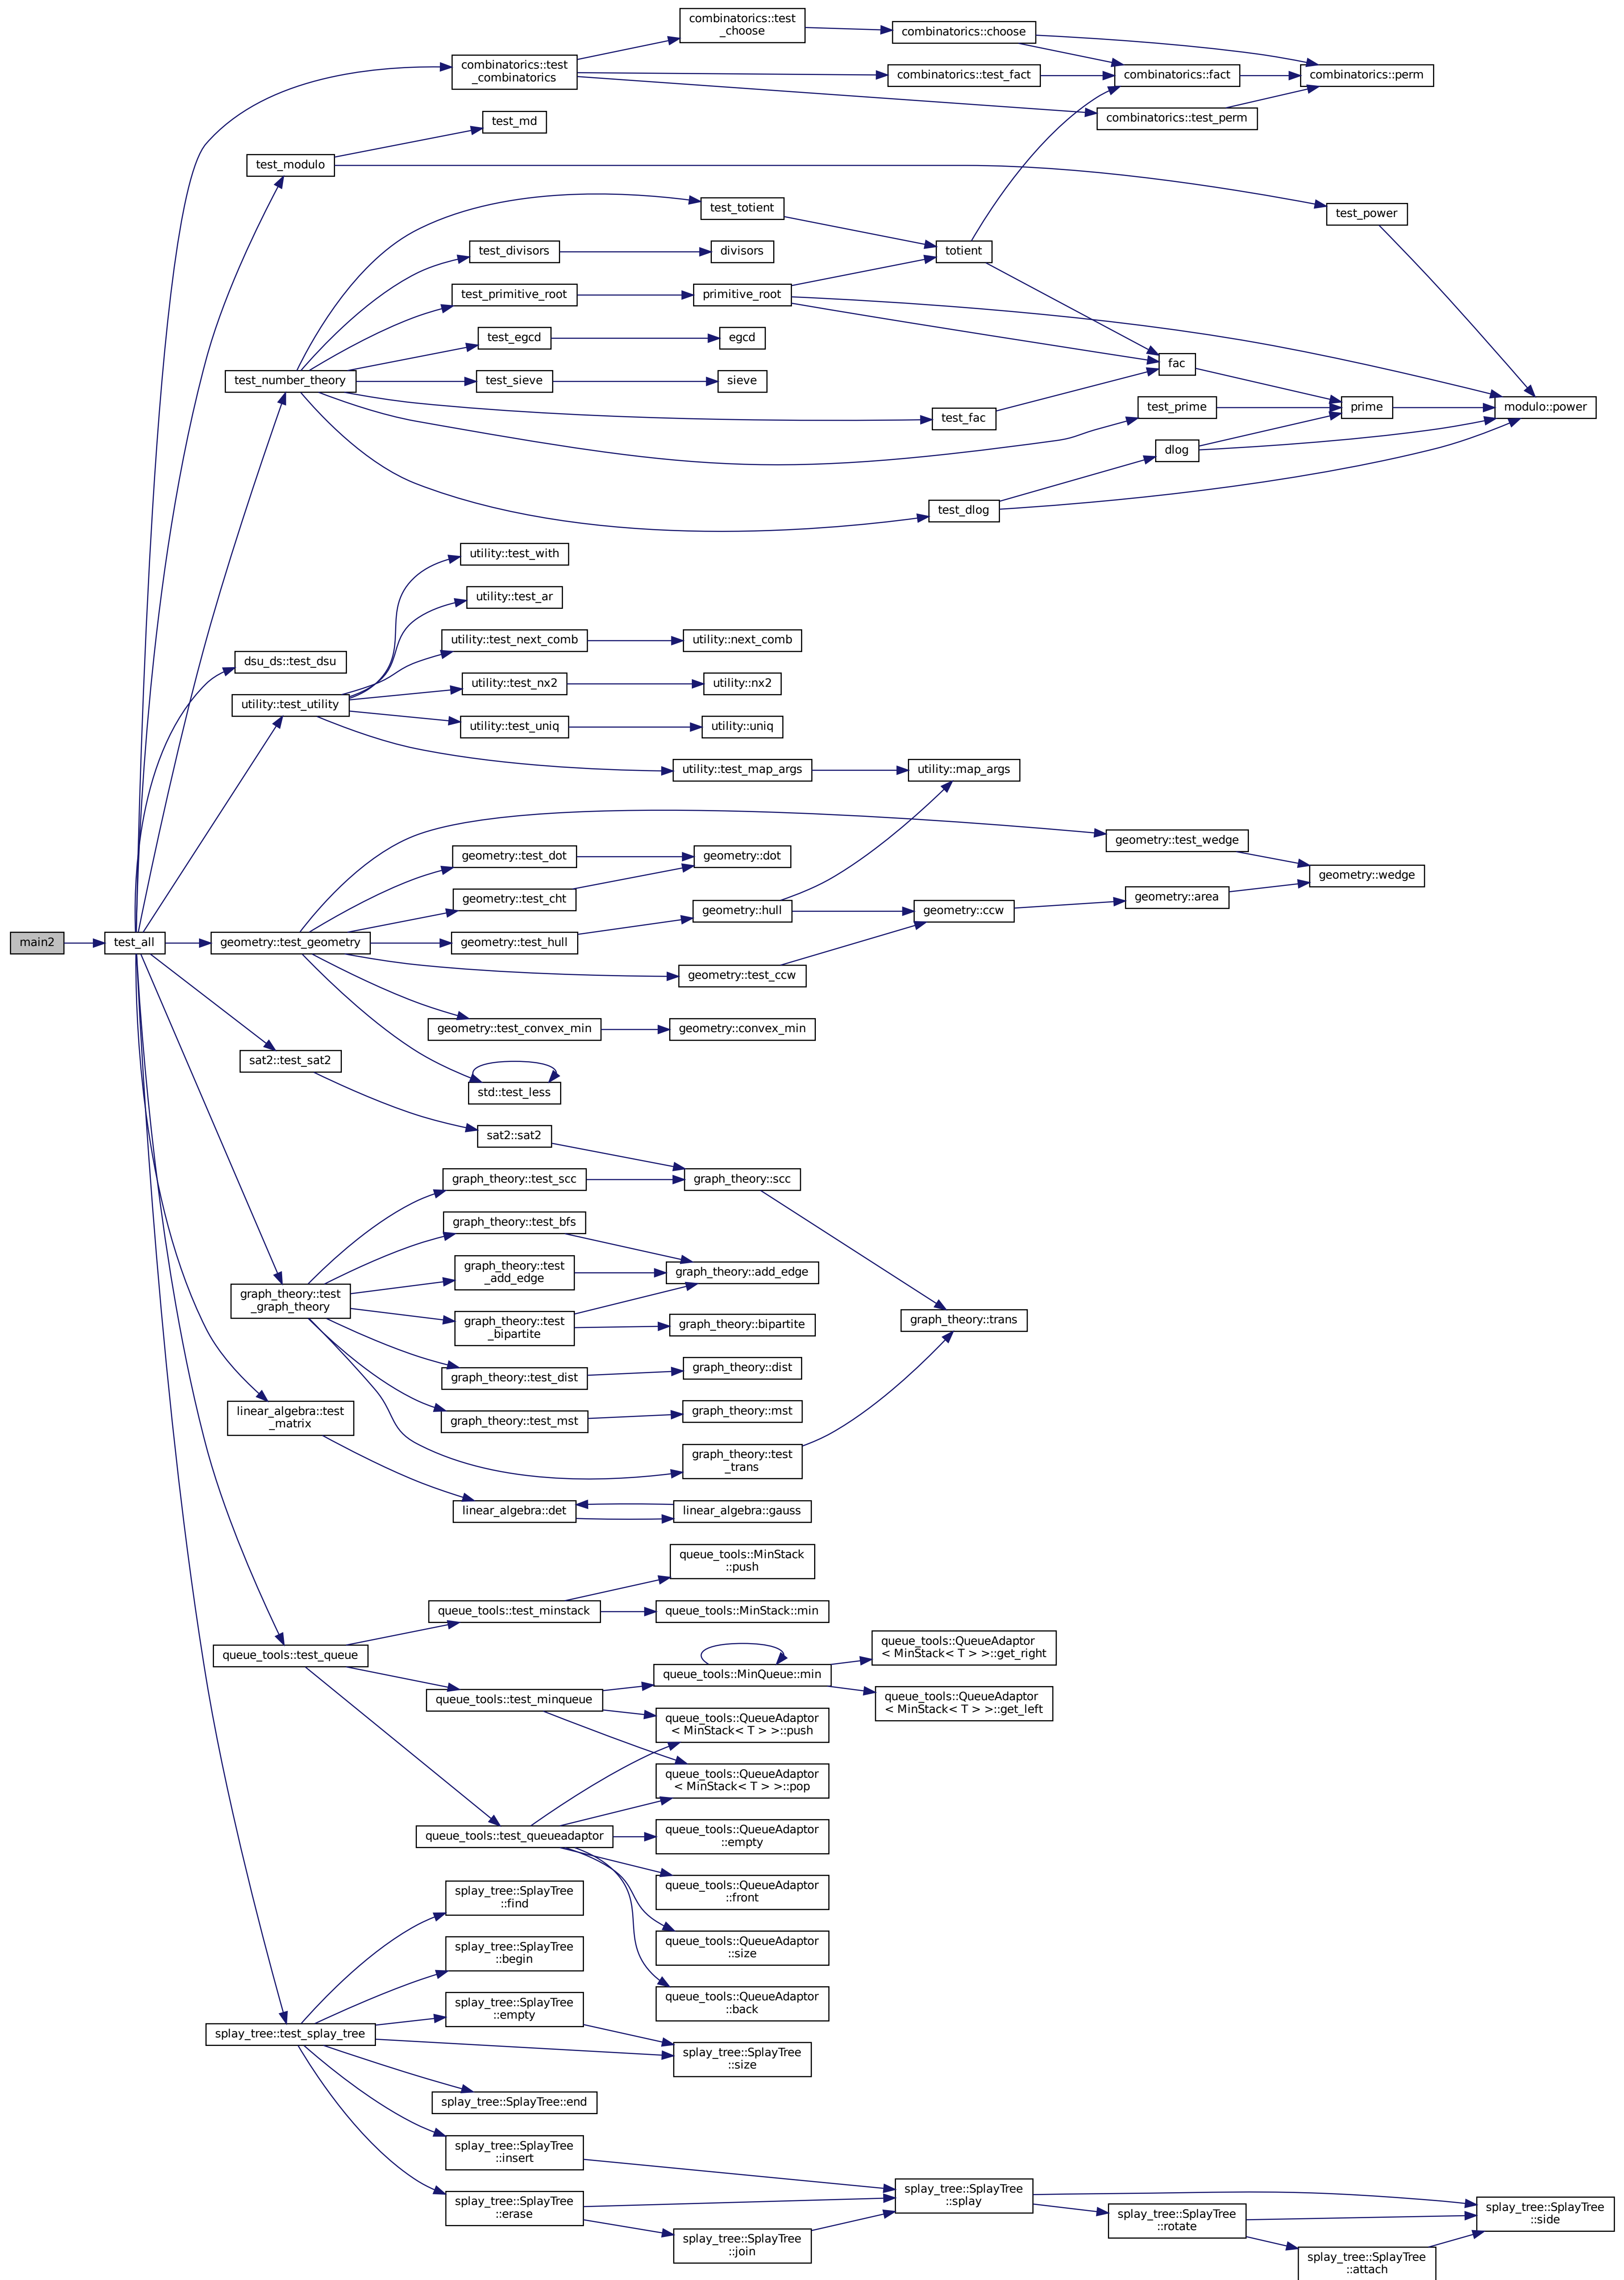 combinatorics::test
_choose
combinatorics::choose
combinatorics::test
_combinatorics
combinatorics::test_fact
combinatorics::fact
combinatorics::perm
combinatorics::test_perm
test_md
test_modulo
test_totient
test_power
test_divisors
divisors
totient
test_primitive_root
primitive_root
test_egcd
egcd
fac
test_number_theory
test_sieve
sieve
test_fac
test_prime
prime
modulo::power
dlog
test_dlog
utility::test_with
utility::test_ar
utility::test_next_comb
utility::next_comb
dsu_ds::test_dsu
utility::test_nx2
utility::nx2
utility::test_utility
utility::test_uniq
utility::uniq
utility::test_map_args
utility::map_args
geometry::test_wedge
geometry::test_dot
geometry::dot
geometry::wedge
geometry::test_cht
geometry::area
geometry::hull
geometry::ccw
main2
test_all
geometry::test_geometry
geometry::test_hull
geometry::test_ccw
geometry::test_convex_min
geometry::convex_min
sat2::test_sat2
std::test_less
sat2::sat2
graph_theory::test_scc
graph_theory::scc
graph_theory::test_bfs
graph_theory::test
_add_edge
graph_theory::add_edge
graph_theory::test
_graph_theory
graph_theory::test
_bipartite
graph_theory::bipartite
graph_theory::trans
graph_theory::test_dist
graph_theory::dist
linear_algebra::test
_matrix
graph_theory::test_mst
graph_theory::mst
graph_theory::test
_trans
linear_algebra::det
linear_algebra::gauss
queue_tools::MinStack
::push
queue_tools::test_minstack
queue_tools::MinStack::min
queue_tools::test_queue
queue_tools::QueueAdaptor
< MinStack< T > >::get_right
queue_tools::MinQueue::min
queue_tools::test_minqueue
queue_tools::QueueAdaptor
< MinStack< T > >::get_left
queue_tools::QueueAdaptor
< MinStack< T > >::push
queue_tools::QueueAdaptor
< MinStack< T > >::pop
queue_tools::test_queueadaptor
queue_tools::QueueAdaptor
::empty
queue_tools::QueueAdaptor
::front
splay_tree::SplayTree
::find
queue_tools::QueueAdaptor
::size
splay_tree::SplayTree
::begin
queue_tools::QueueAdaptor
::back
splay_tree::SplayTree
::empty
splay_tree::test_splay_tree
splay_tree::SplayTree
::size
splay_tree::SplayTree::end
splay_tree::SplayTree
::insert
splay_tree::SplayTree
::splay
splay_tree::SplayTree
::erase
splay_tree::SplayTree
::side
splay_tree::SplayTree
::rotate
splay_tree::SplayTree
::join
splay_tree::SplayTree
::attach